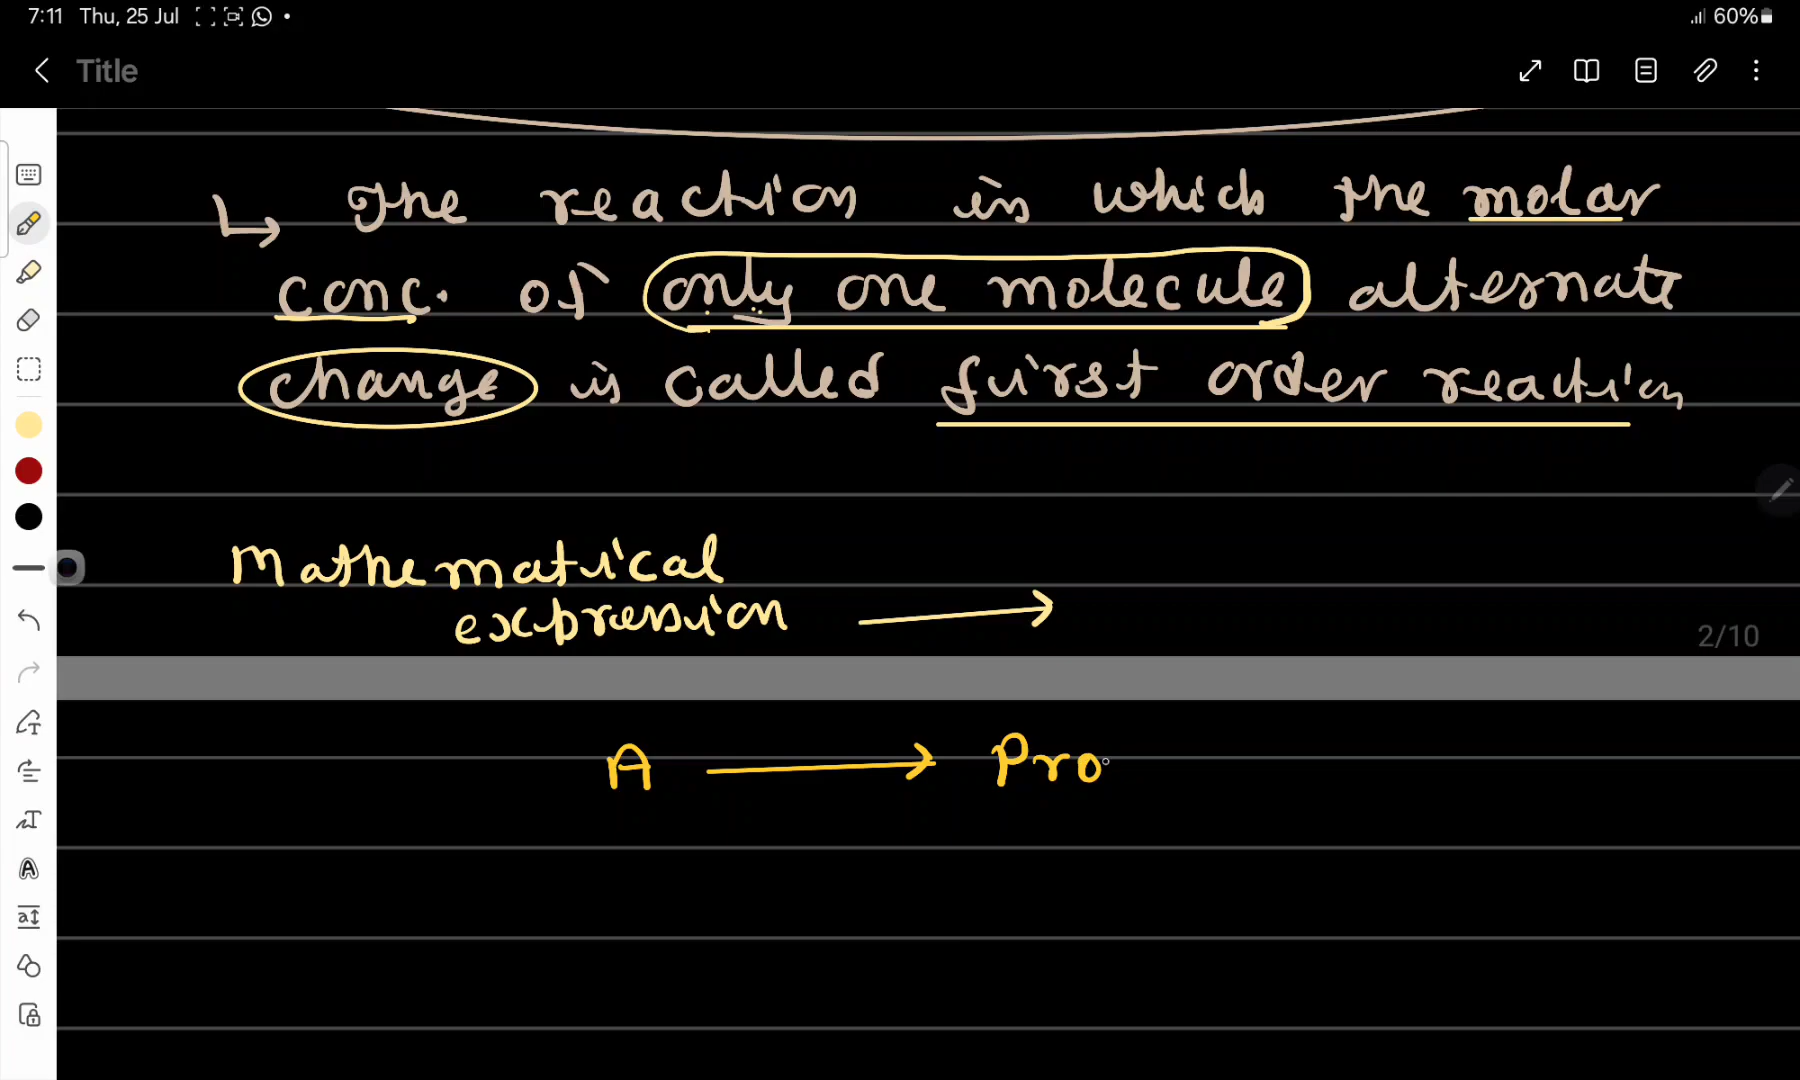 7:11 Thu, 25 Jul 60%
Title
The reaction in which the molar
conc. of only one molecule alternate
change is called first order reaction
Mathematical
expression →
2/10
A → Pro